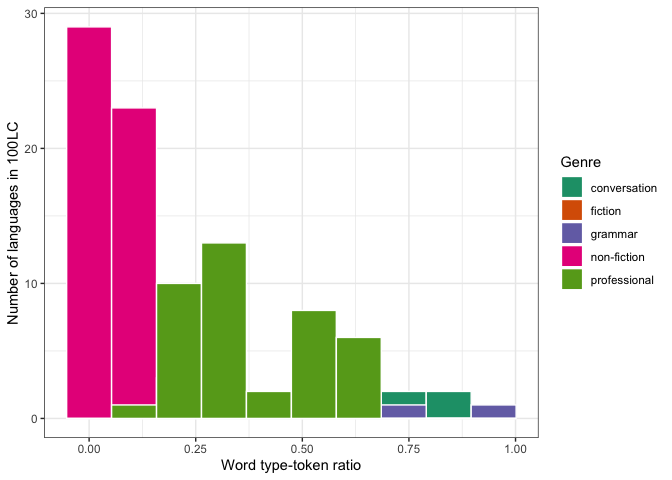 30
20
10
0
Number of languages in 100LC
0.00 0.25 0.50 0.75 1.00
Word type-token ratio
Genre
conversation
fiction
grammar
non-fiction
professional